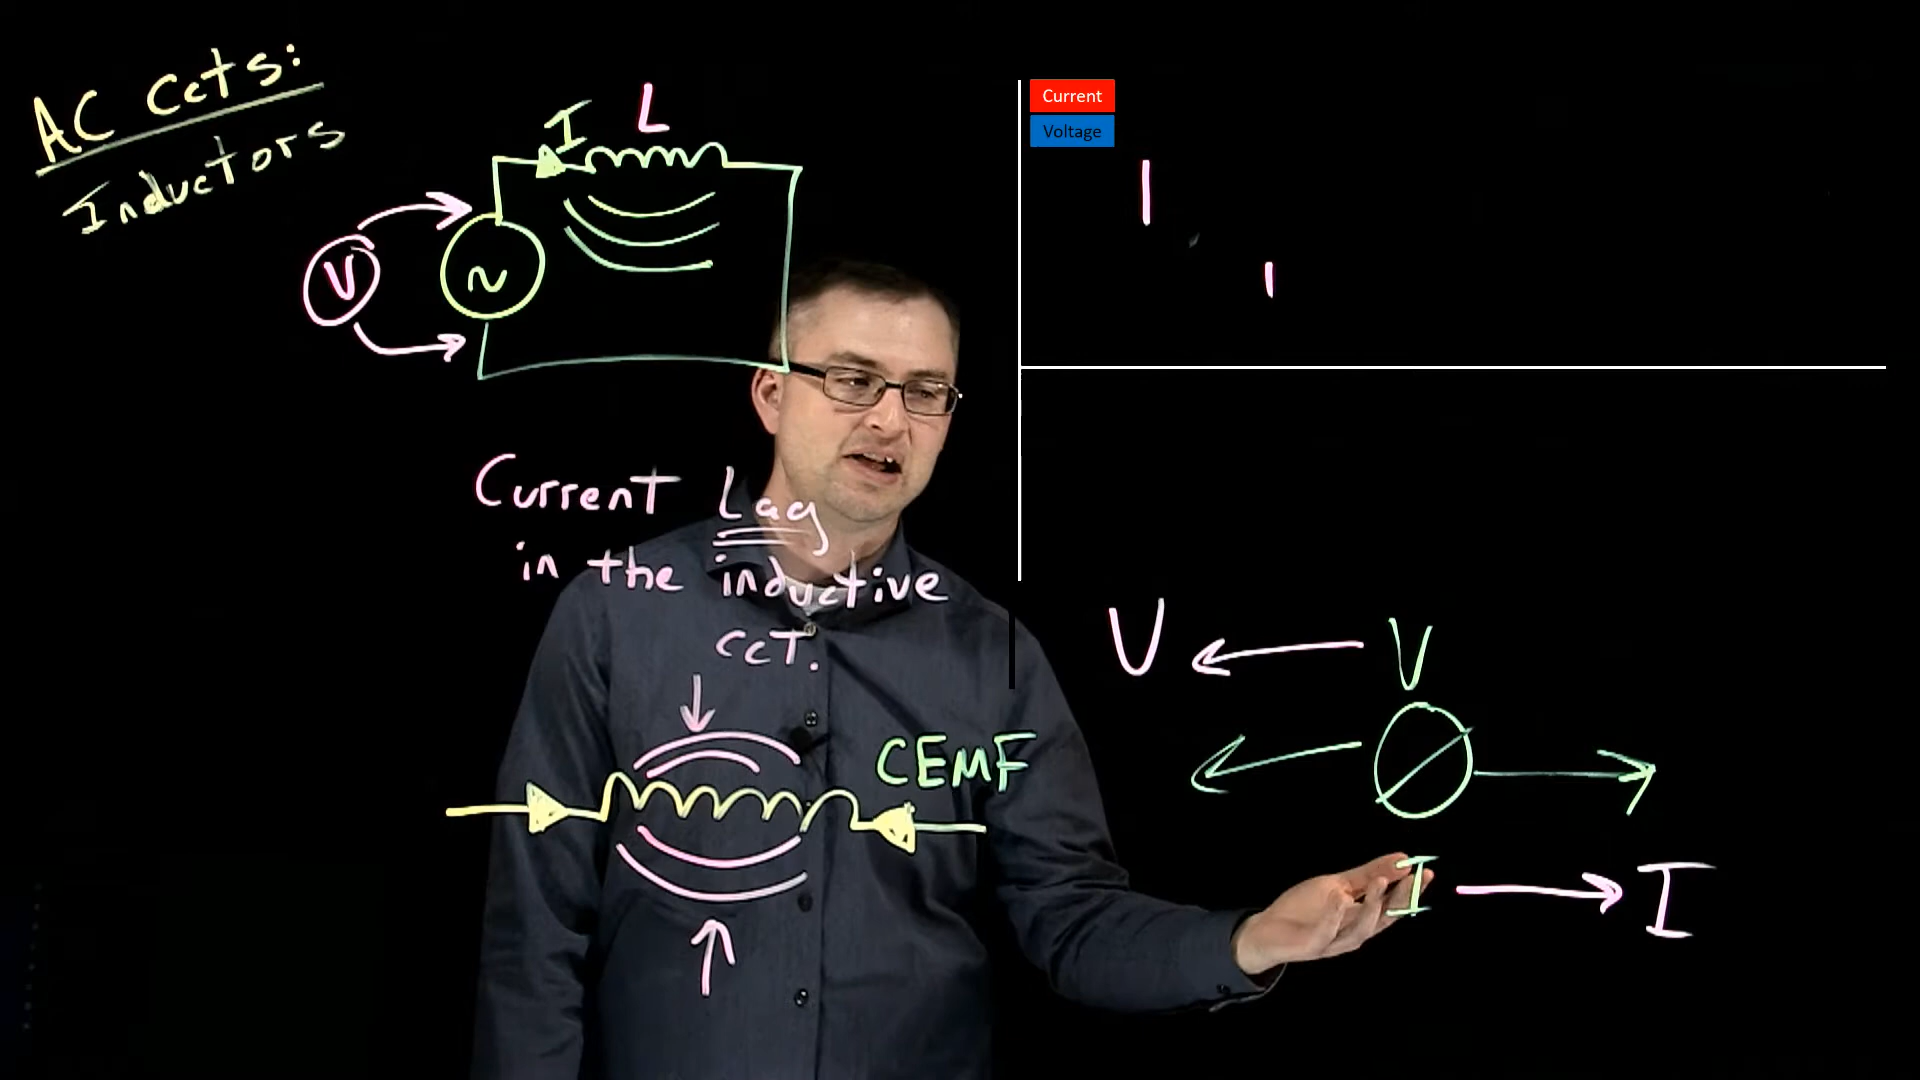 AC Ccts:
Inductors
I
L
V
~
Current
Voltage
Current Lag
in the inductive
ccT.
CEMF
V
V
I
I